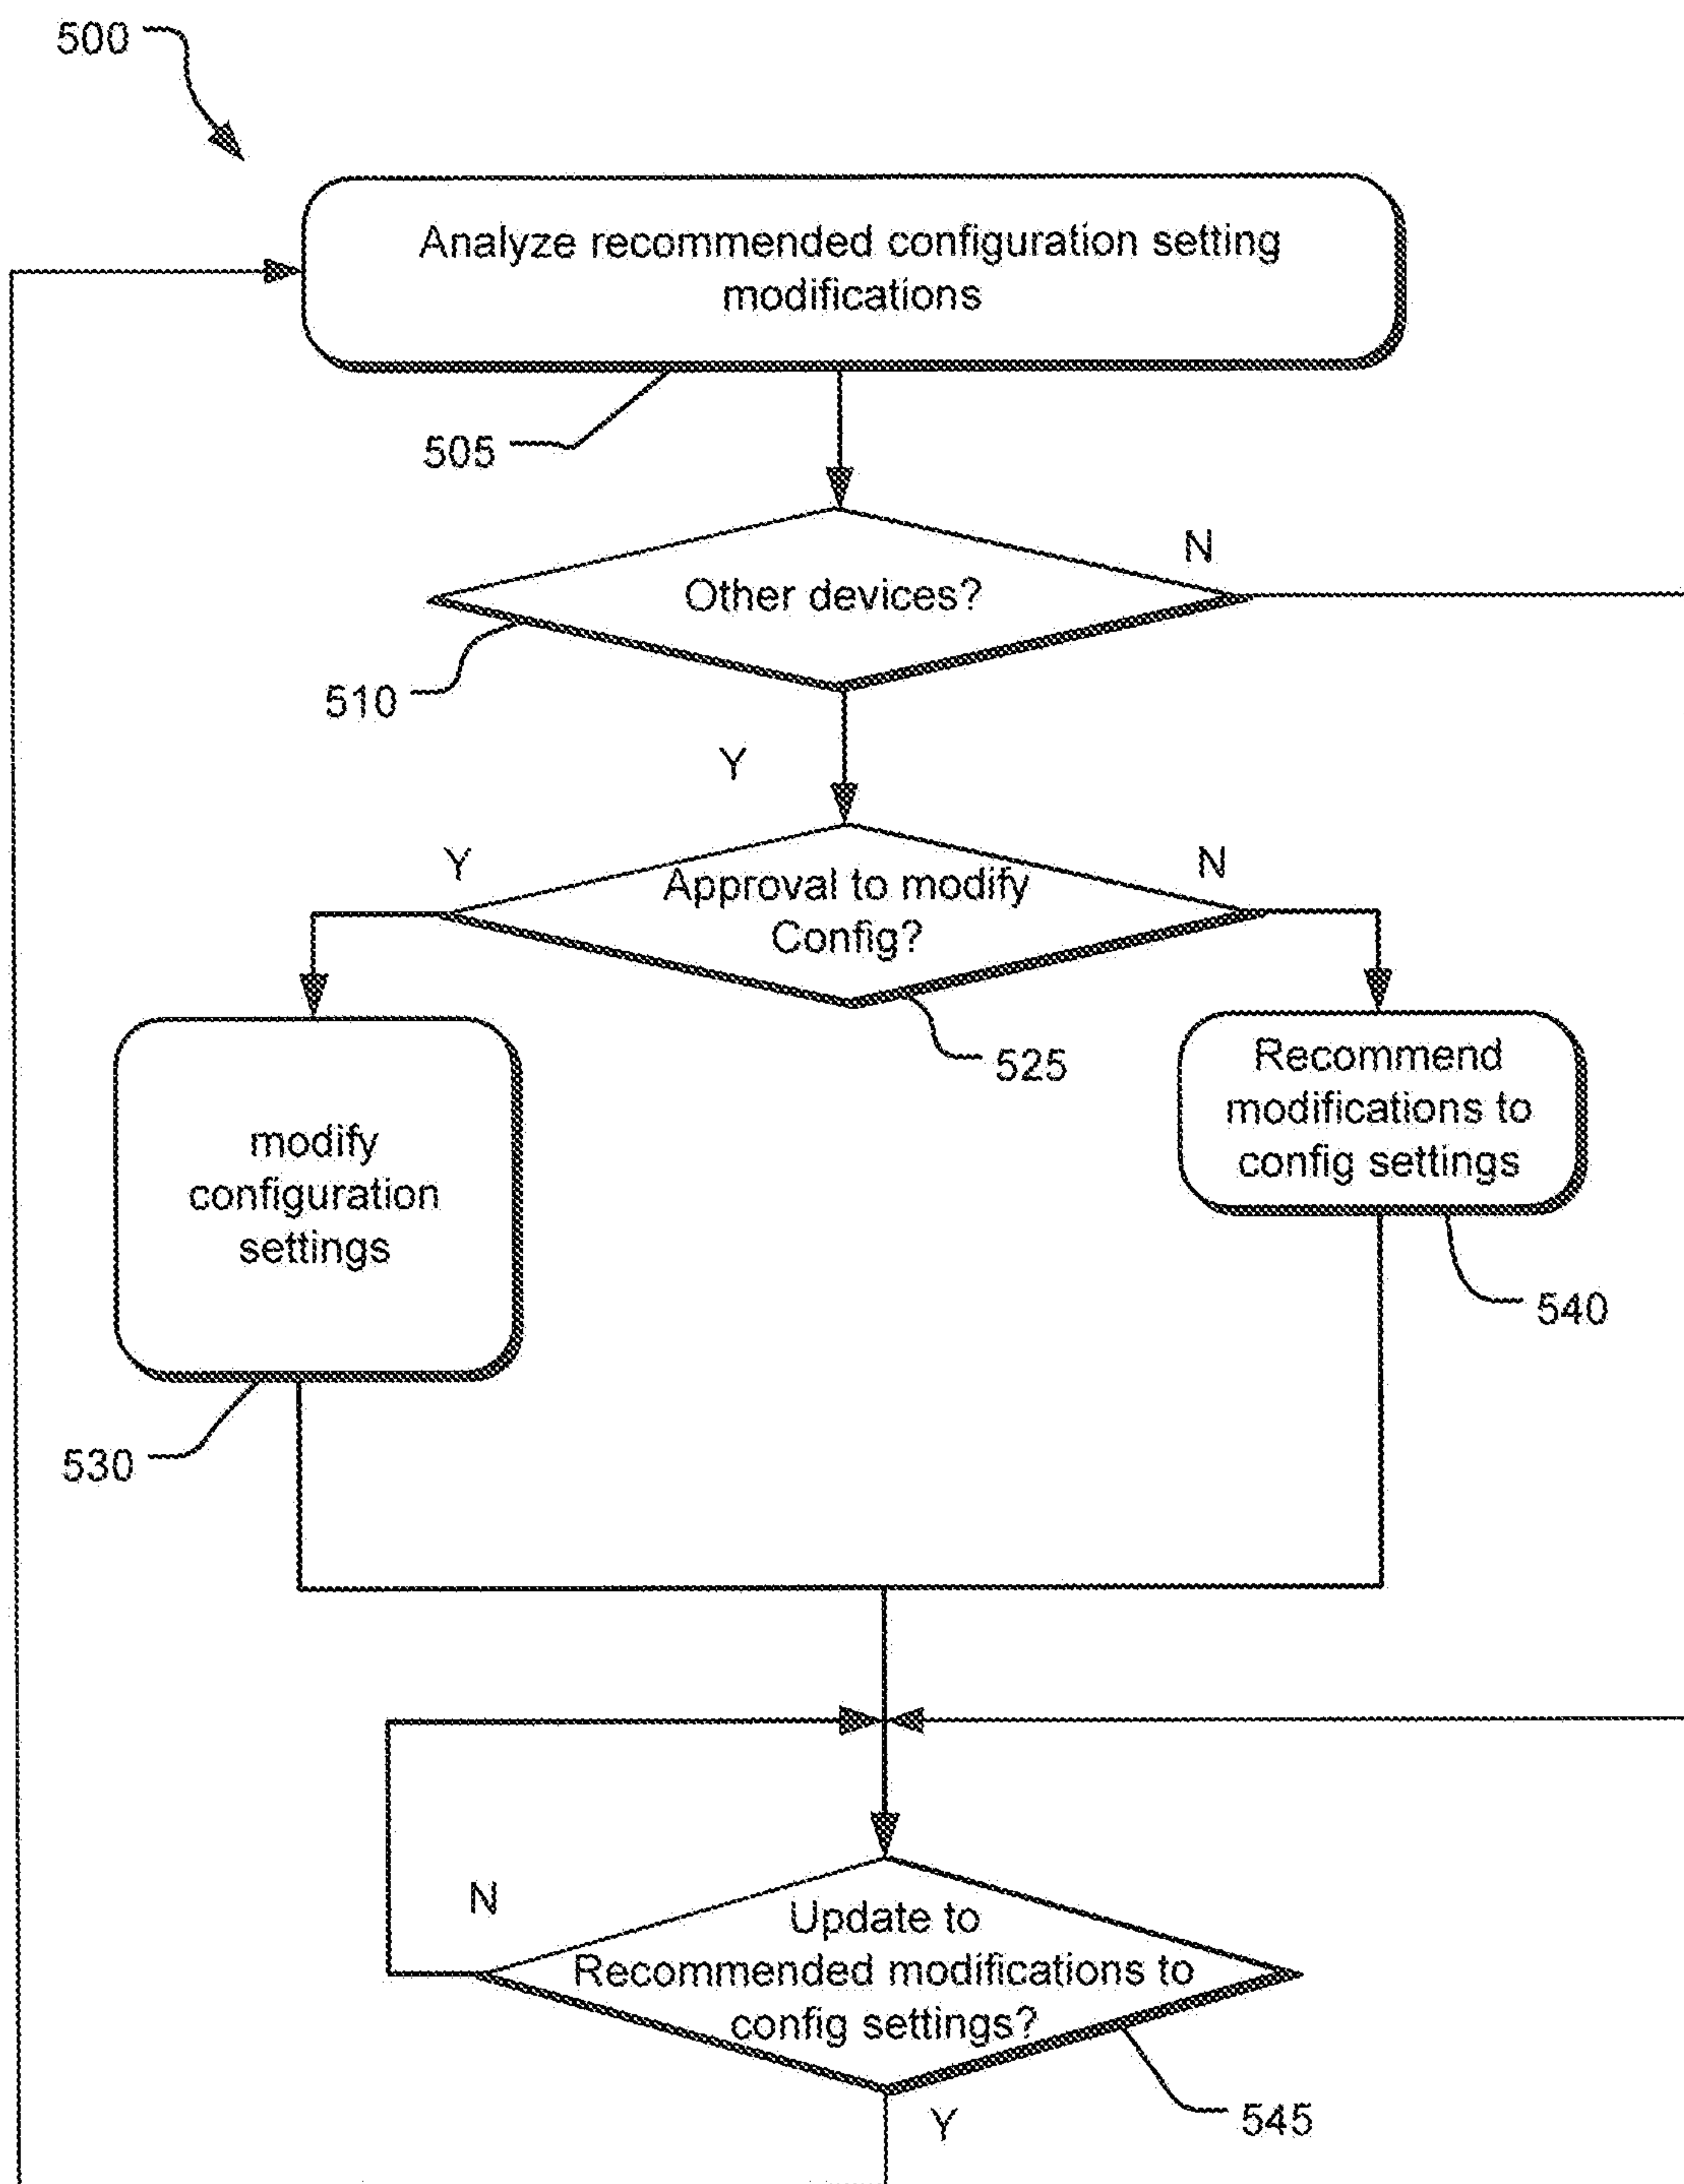 500
Analyze recommended configuration setting
modifications
505
Other devices?
N
510
Y
Y
Approval to modify
Config?
N
525
modify
configuration
settings
530
Recommend
modifications to
config settings
540
N
Update to
Recommended modifications to
config settings?
Y
545